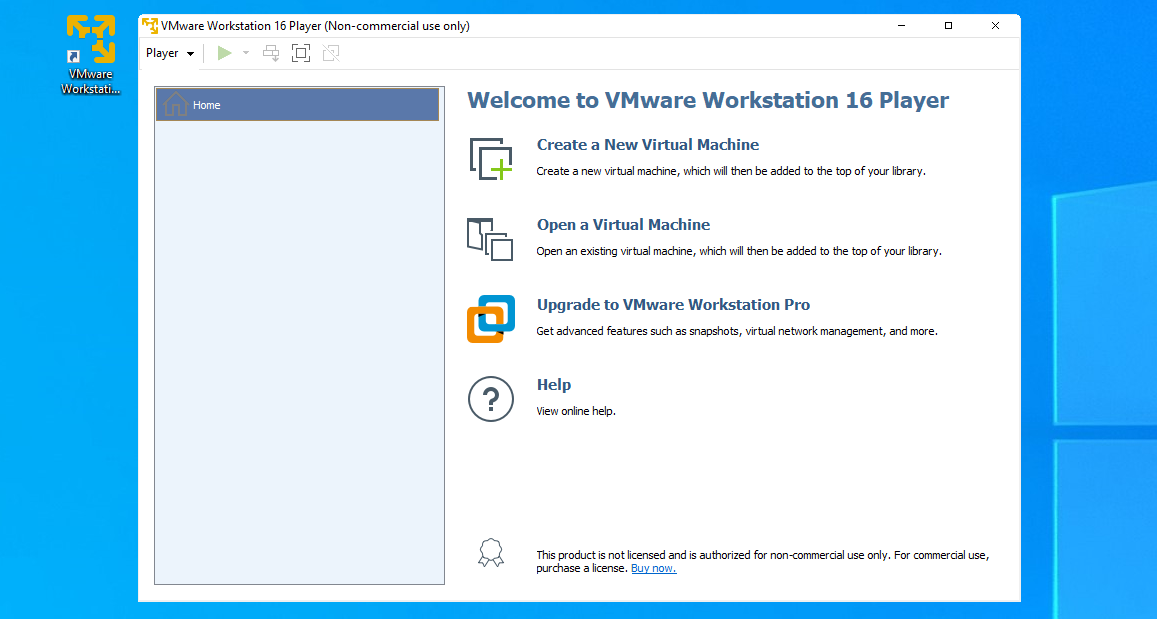 VMware
Workstati...
VMware Workstation 16 Player (Non-commercial use only)
Player
Home
Welcome to VMware Workstation 16 Player
Create a New Virtual Machine
Create a new virtual machine, which will then be added to the top of your library.
Open a Virtual Machine
Open an existing virtual machine, which will then be added to the top of your library.
Upgrade to VMware Workstation Pro
Get advanced features such as snapshots, virtual network management, and more.
Help
View online help.
This product is not licensed and is authorized for non-commercial use only. For commercial use,
purchase a license. Buy now.